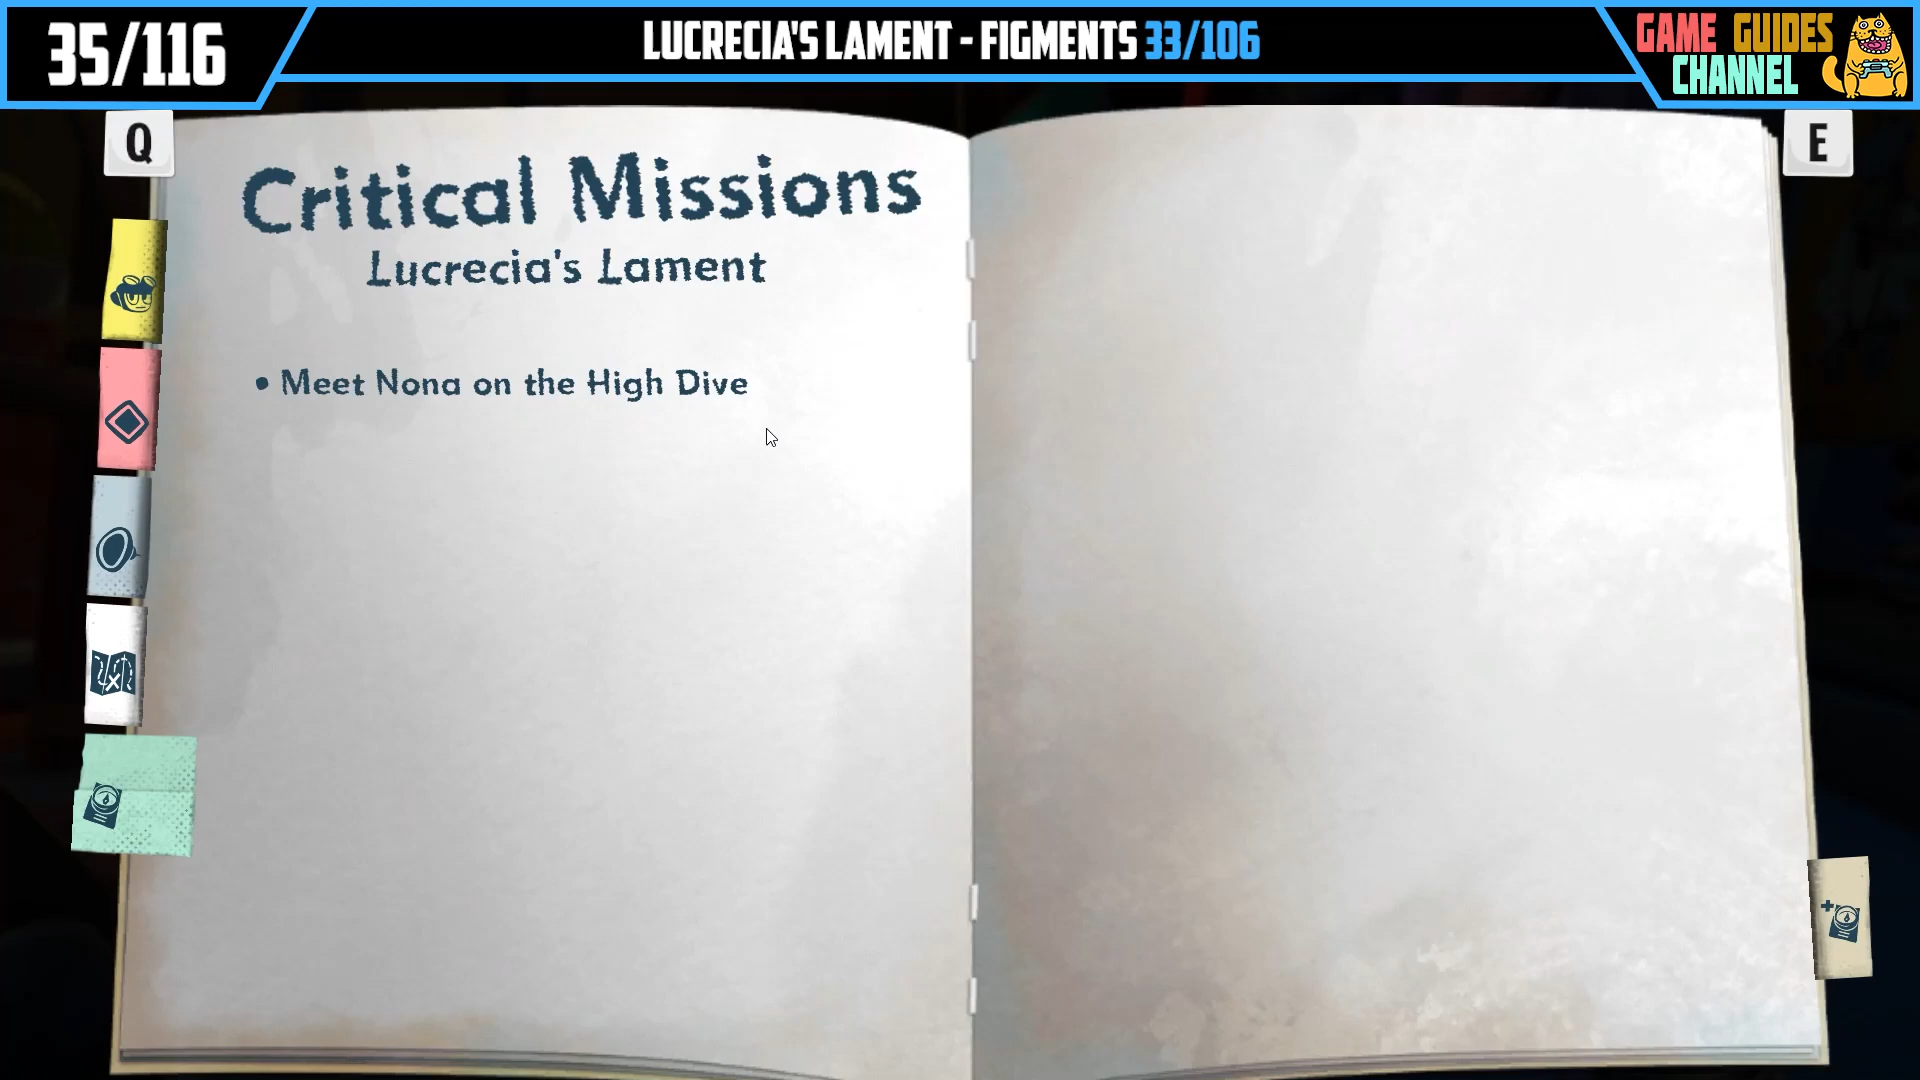 35/116
LUCRECIA'S LAMENT - FIGMENTS 33/106
GAME GUIDES
CHANNEL
Q
E
Critical Missions
Lucrecia's Lament
• Meet Nona on the High Dive